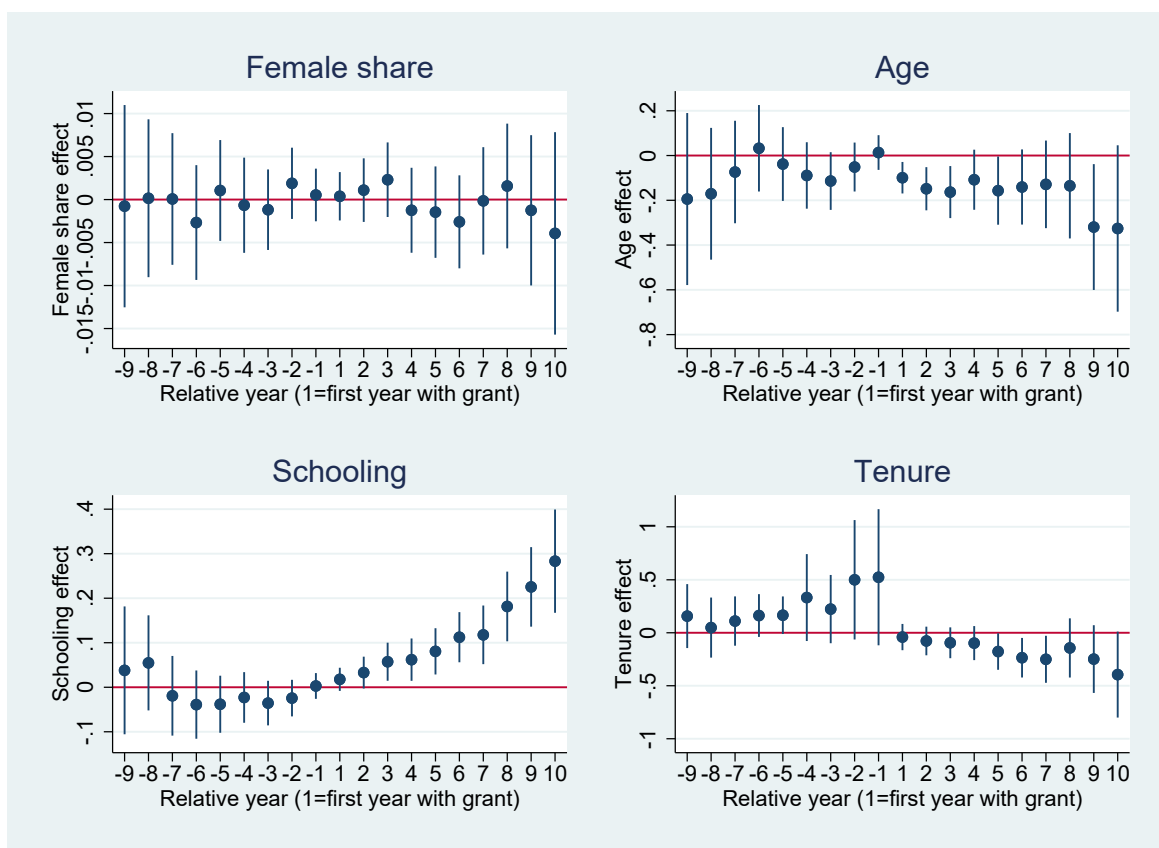 Female share
Female share effect
.01
.005
0
-.005
-.01
-.015
-9 -8 -7 -6 -5 -4 -3 -2 -1 1 2 3 4 5 6 7 8 9 10
Relative year (1=first year with grant)
Age
Age effect
.2
0
-.2
-.4
-.6
-.8
-9 -8 -7 -6 -5 -4 -3 -2 -1 1 2 3 4 5 6 7 8 9 10
Relative year (1=first year with grant)
Schooling
Schooling effect
.4
.3
.2
.1
0
-.1
-9 -8 -7 -6 -5 -4 -3 -2 -1 1 2 3 4 5 6 7 8 9 10
Relative year (1=first year with grant)
Tenure
Tenure effect
1
.5
0
-.5
-1
-9 -8 -7 -6 -5 -4 -3 -2 -1 1 2 3 4 5 6 7 8 9 10
Relative year (1=first year with grant)